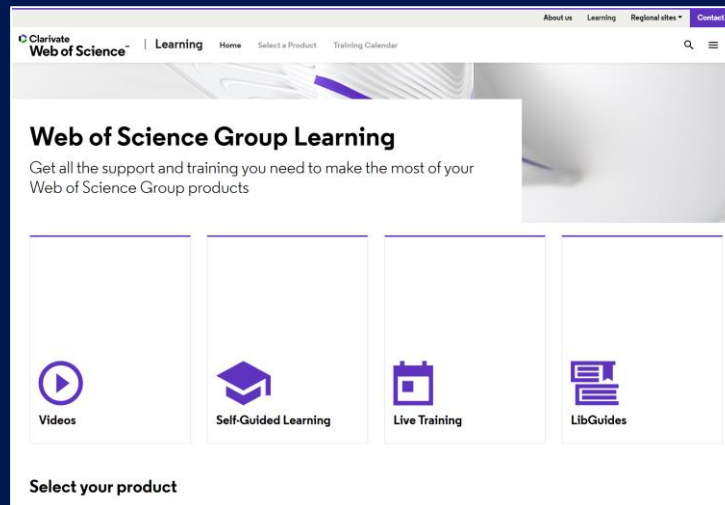 About us Learning Regional sites Contact
Clarivate
Web of Science™ | Learning Home Select a Product Training Calendar
Web of Science Group Learning
Get all the support and training you need to make the most of your
Web of Science Group products
Videos Self-Guided Learning Live Training LibGuides
Select your product